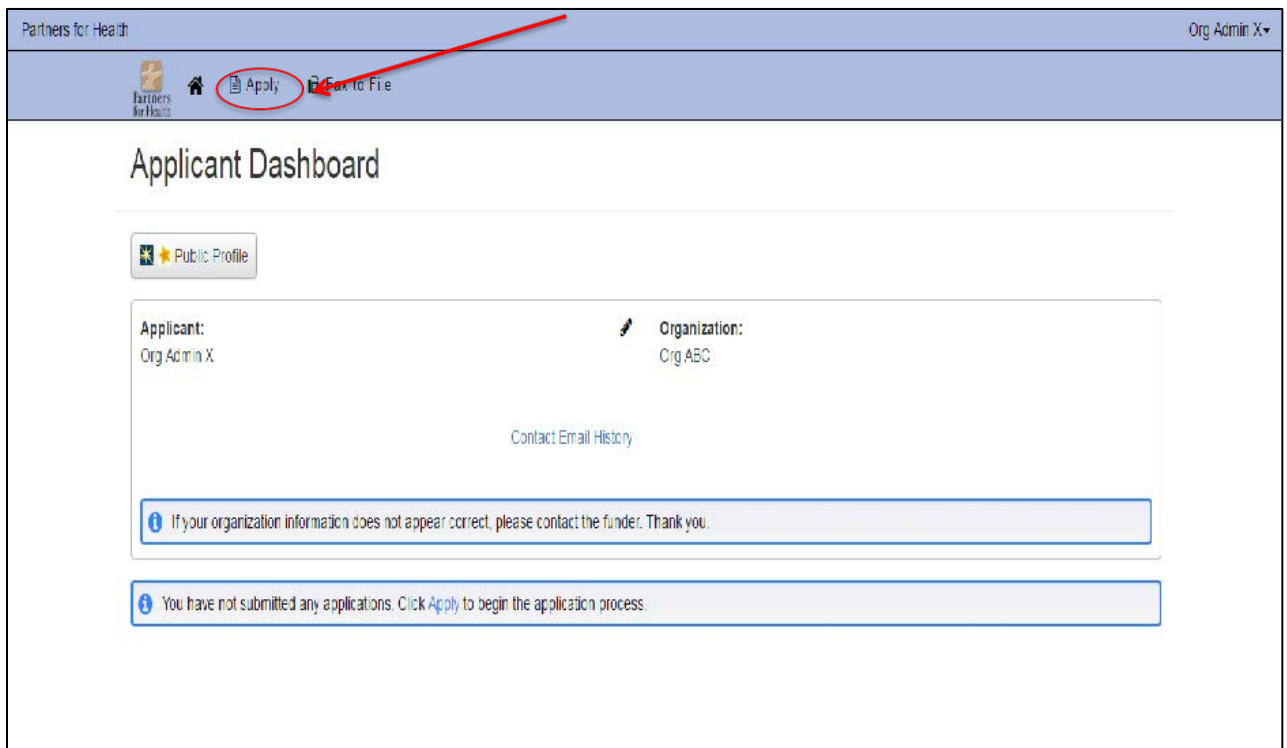 Partners for Health
Org Admin X
Partners
for Health
Apply
Fax to File
Applicant Dashboard
Public Profile
Applicant:
Organization:
Org Admin X
Org ABC
Contact Email History
If your organization information does not appear correct, please contact the funder. Thank you.
You have not submitted any applications. Click Apply to begin the application process.